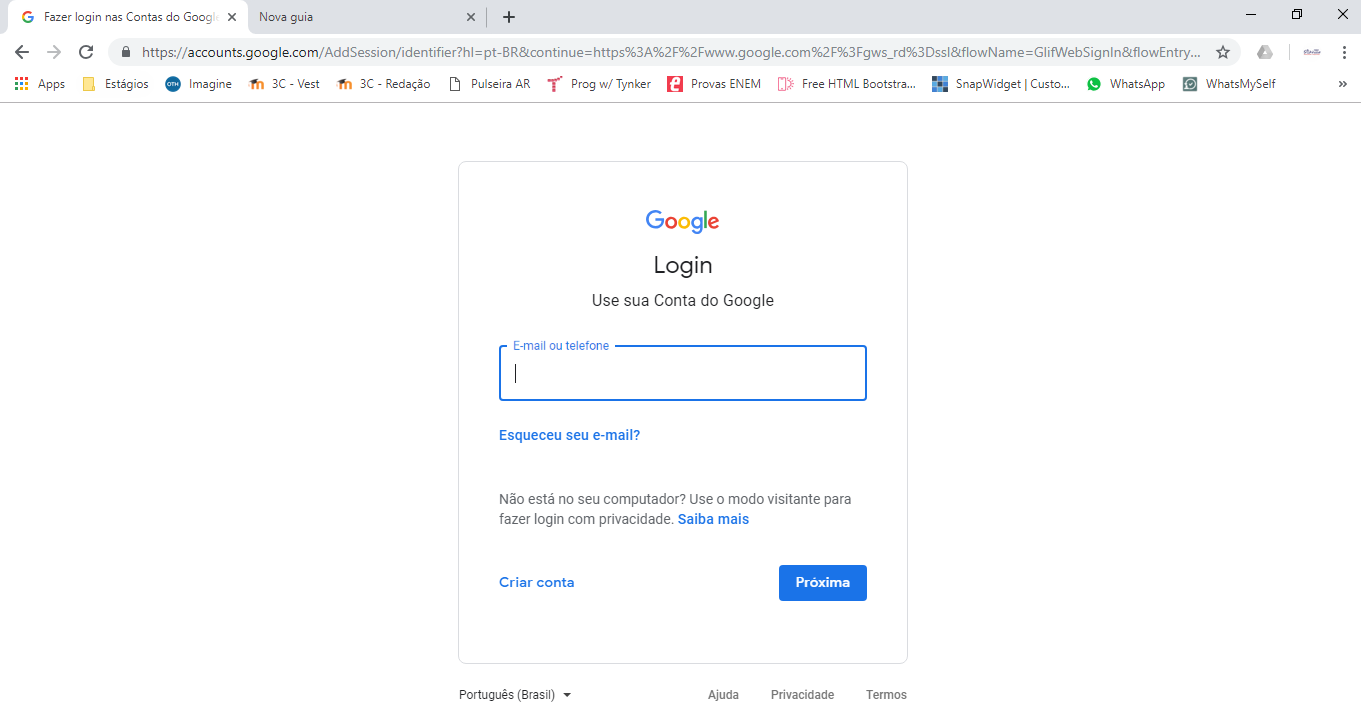 Fazer login nas Contas do Googl
Nova guia
https://accounts.google.com/AddSession/identifier?hl=pt-BR&continue=https%3A%2F%2Fwww.google.com%2F%3Fgws_rd%3Dssl&flowName=GlifWebSignIn&flowEntry...
Apps Estágios Imagine 3C - Vest 3C - Redação Pulseira AR Prog w/ Tynker Provas ENEM Free HTML Bootstra... SnapWidget | Custo... WhatsApp WhatsMySelf »
Google
Login
Use sua Conta do Google
E-mail ou telefone
Esqueceu seu e-mail?
Não está no seu computador? Use o modo visitante para
fazer login com privacidade. Saiba mais
Criar conta Próxima
Português (Brasil) Ajuda Privacidade Termos